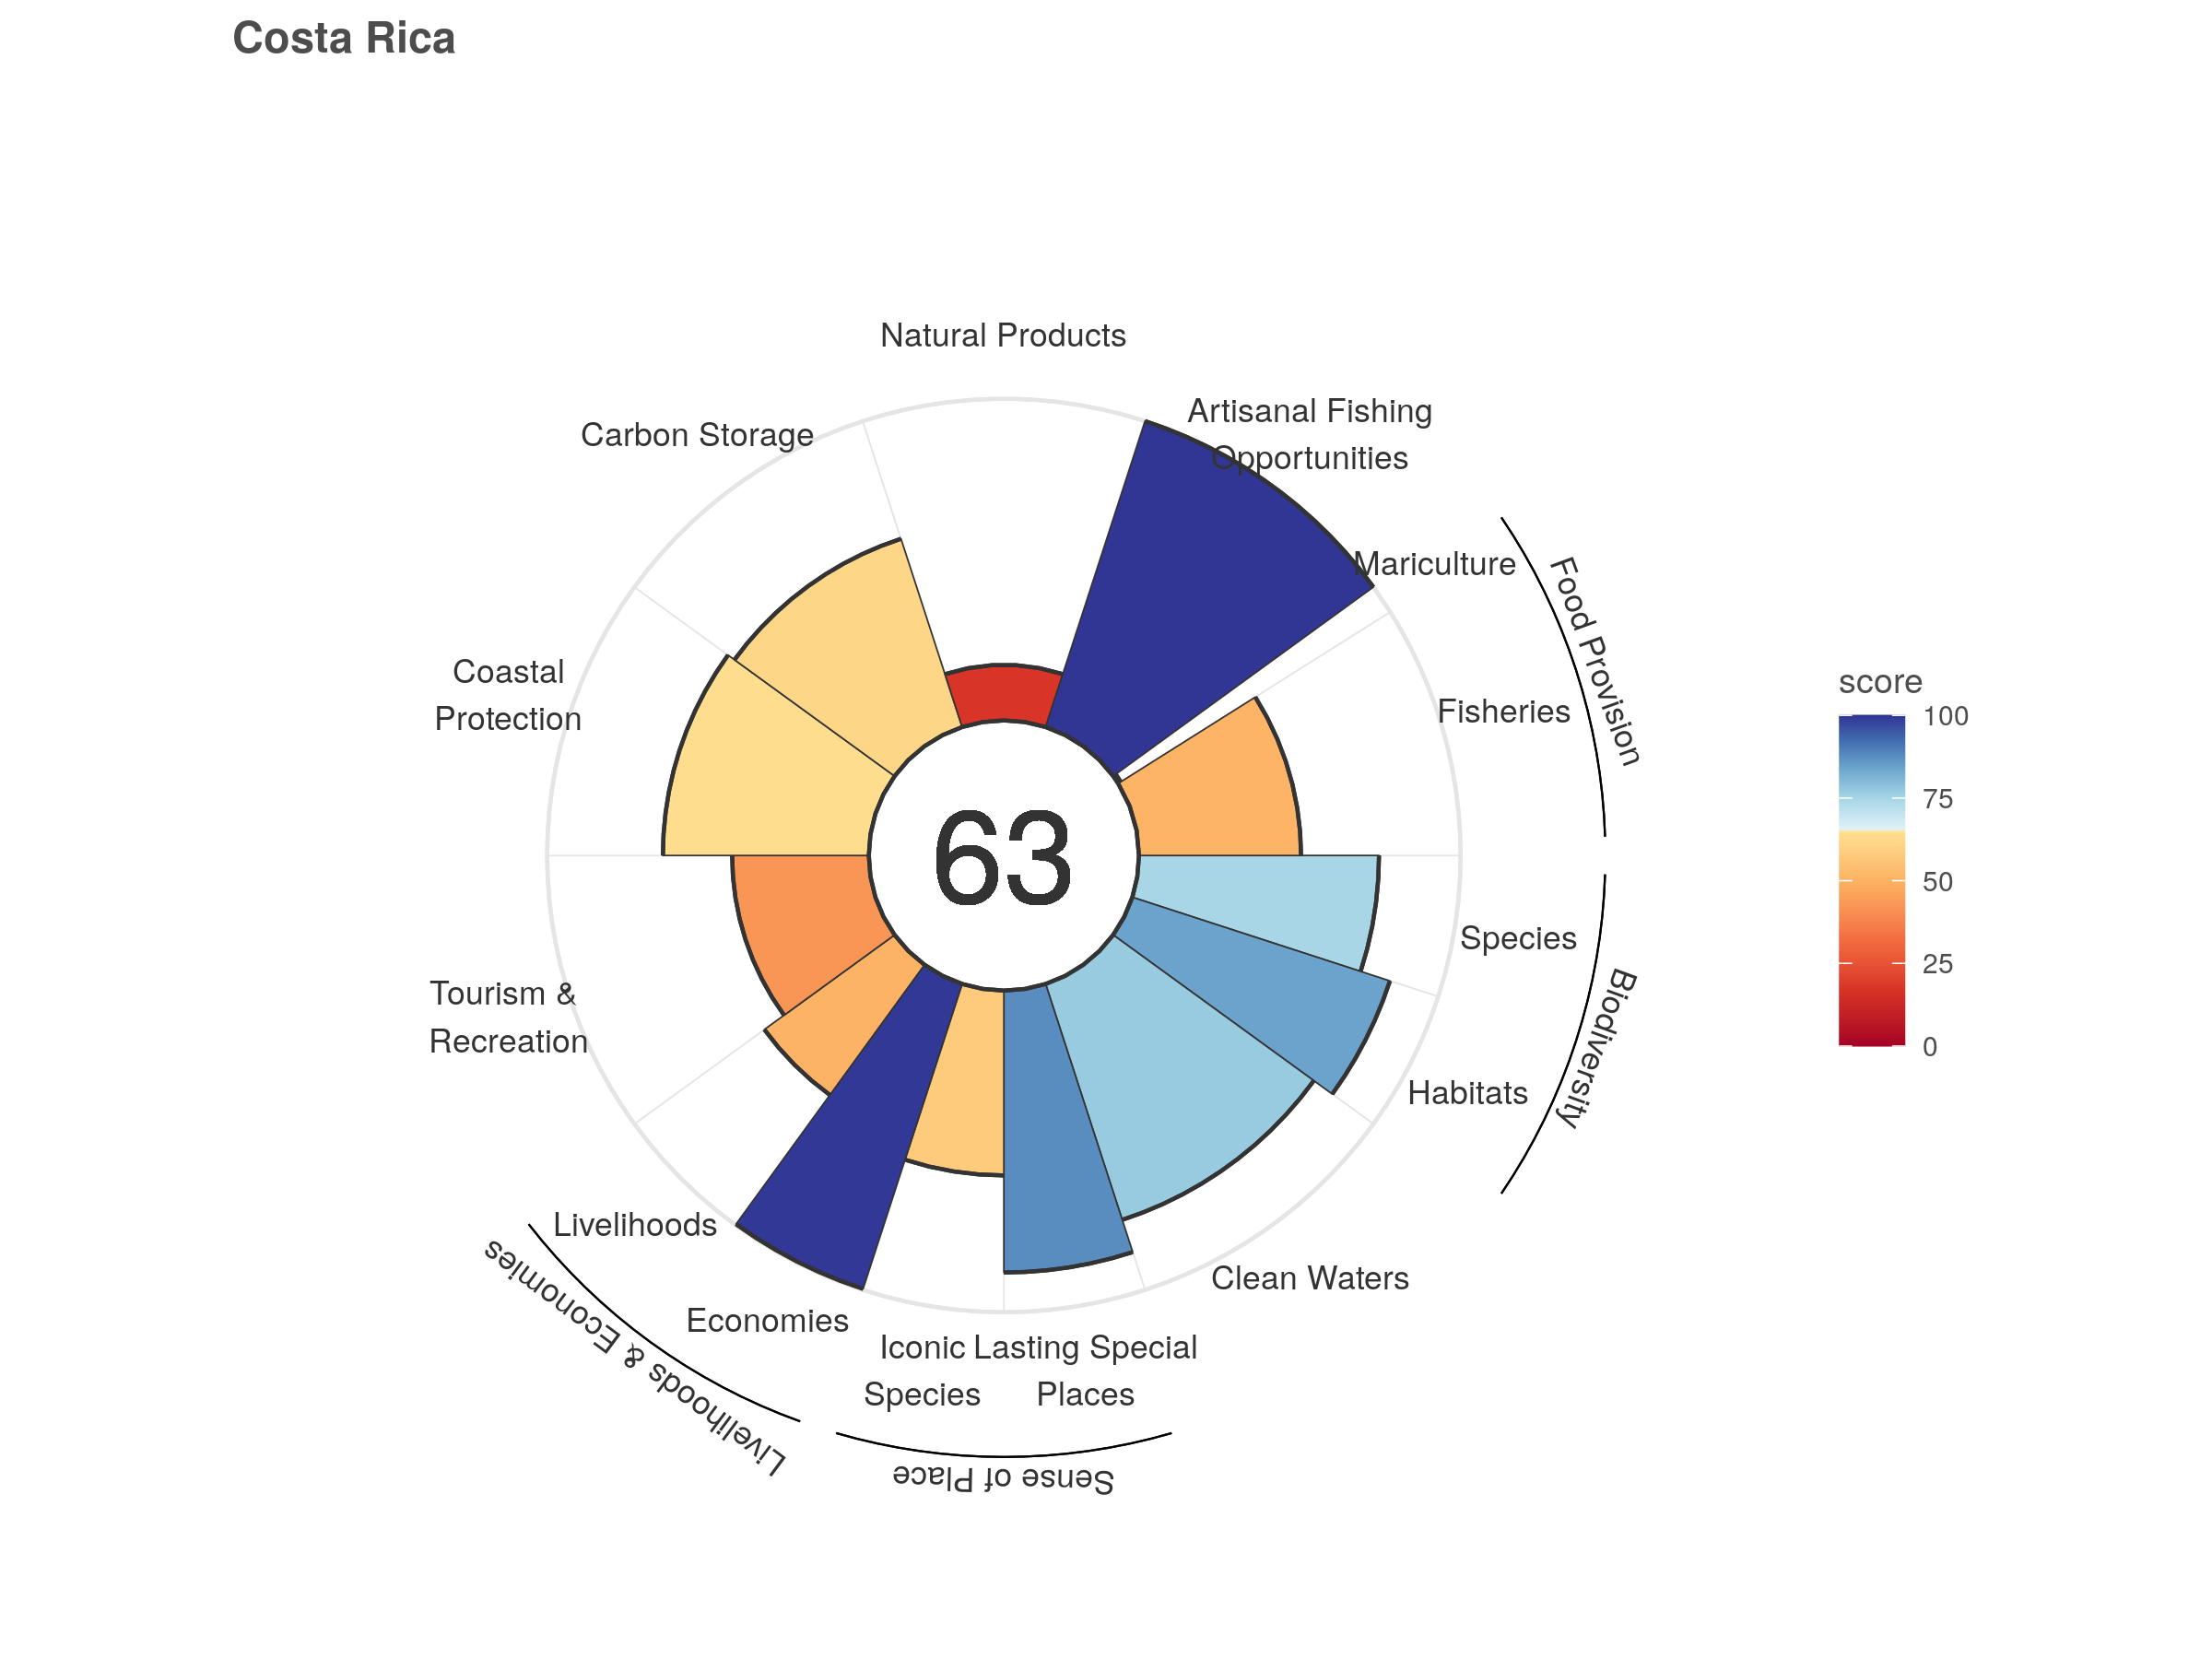 Costa Rica
Natural Products
Artisanal Fishing
Opportunities
Carbon Storage
Mariculture
Food Provision
Fisheries
Coastal
Protection
score
100
75
50
25
0
63
Species
Biodiversity
Habitats
Tourism &
Recreation
Livelihoods
Livelihoods & Economies
Economies
Clean Waters
Iconic
Species
Lasting Special
Places
Sense of Place